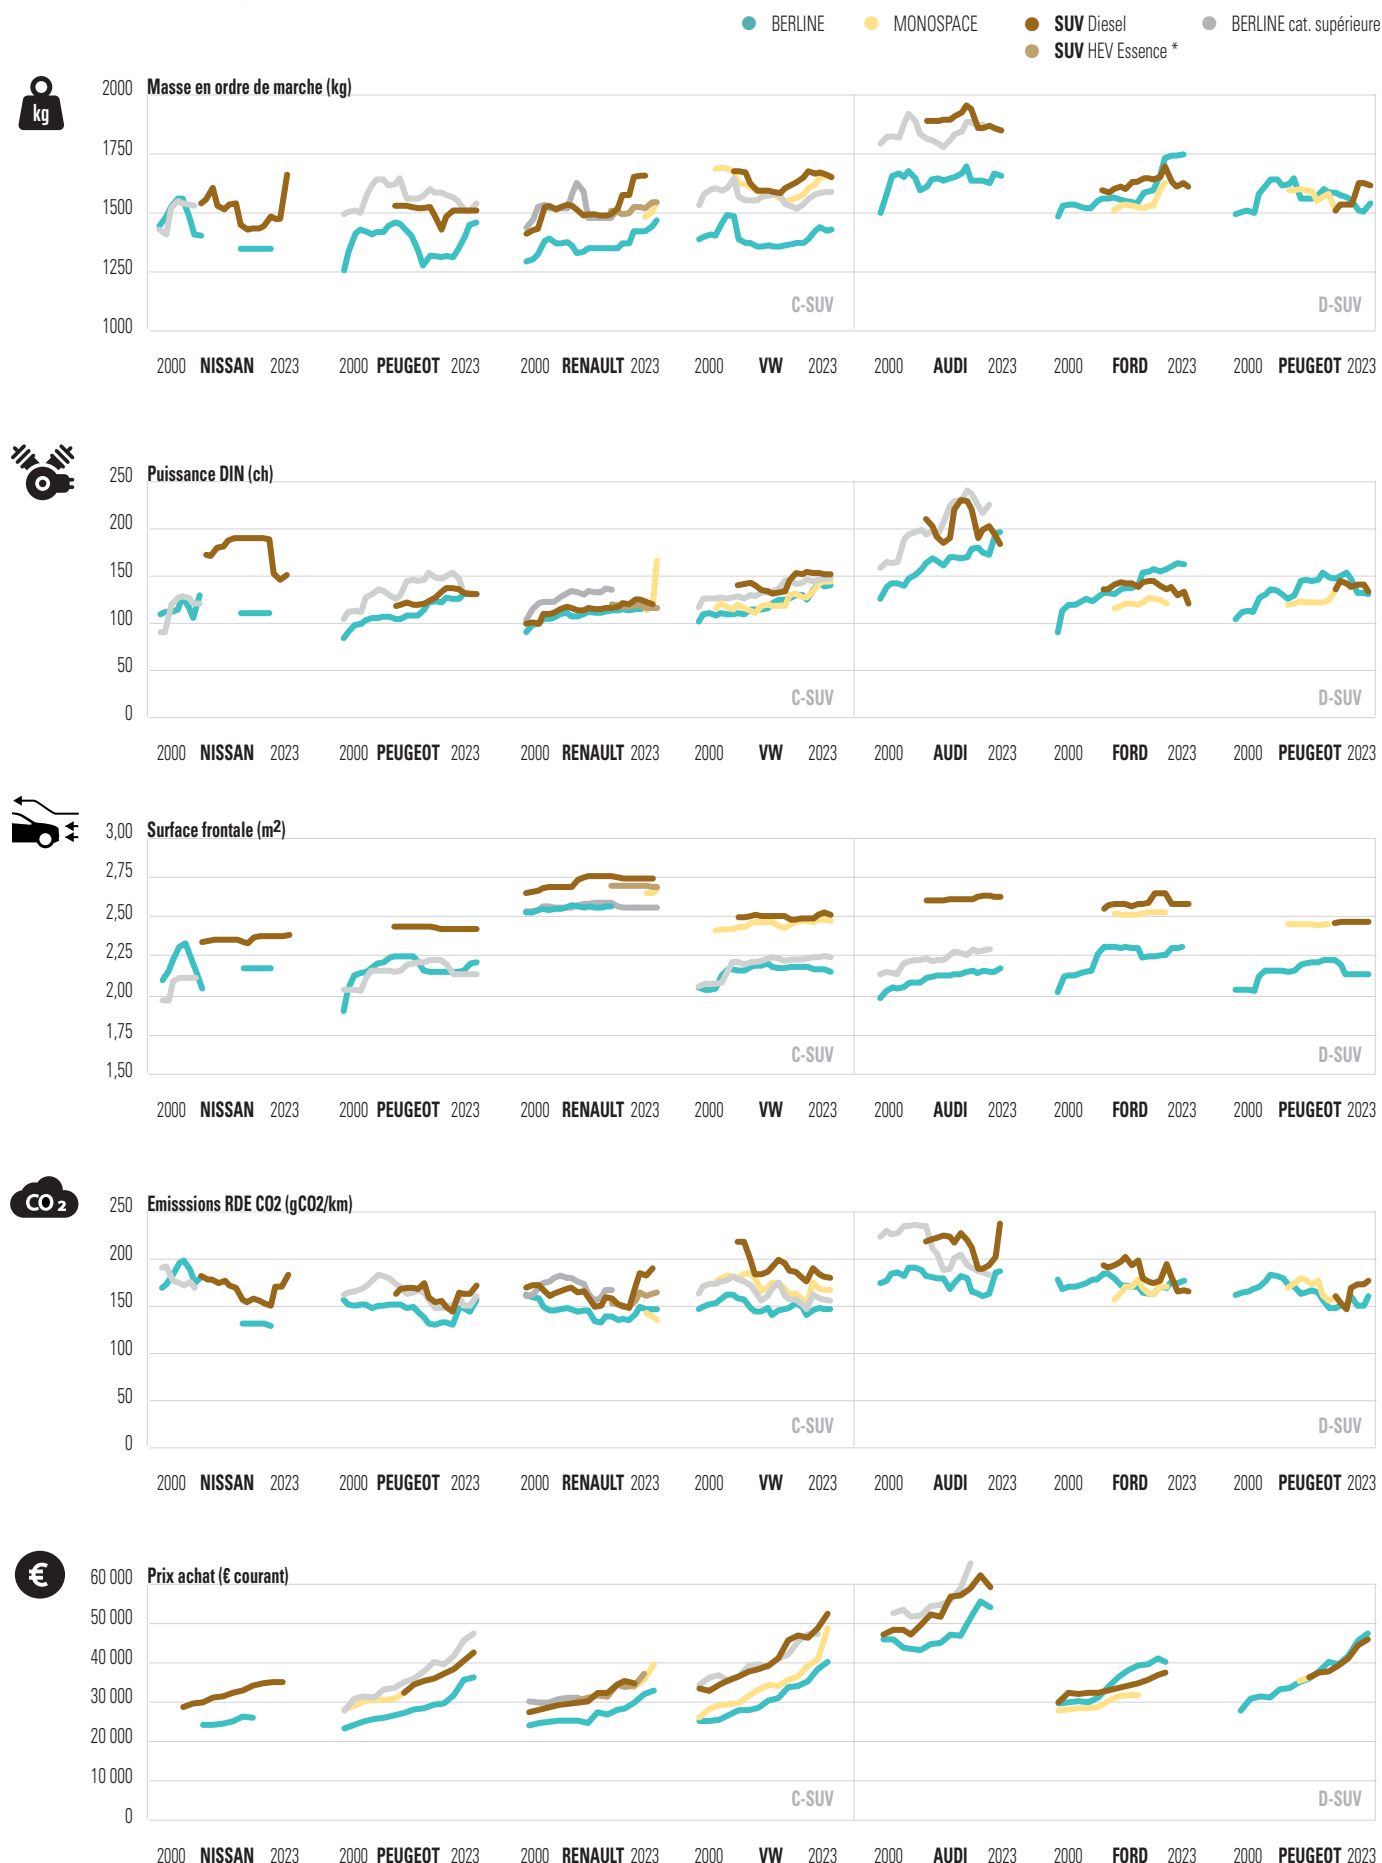 BERLINE MONOSPACE SUV Diesel BERLINE cat. supérieure
SUV HEV Essence *
kg
Masse en ordre de marche (kg)
2000
1750
1500
1250
1000
C-SUV D-SUV
2000 NISSAN 2023 2000 PEUGEOT 2023 2000 RENAULT 2023 2000 VW 2023 2000 AUDI 2023 2000 FORD 2023 2000 PEUGEOT 2023
Puissance DIN (ch)
250
200
150
100
50
0
C-SUV D-SUV
2000 NISSAN 2023 2000 PEUGEOT 2023 2000 RENAULT 2023 2000 VW 2023 2000 AUDI 2023 2000 FORD 2023 2000 PEUGEOT 2023
Surface frontale (m2)
3,00
2,75
2,50
2,25
2,00
1,75
1,50
C-SUV D-SUV
2000 NISSAN 2023 2000 PEUGEOT 2023 2000 RENAULT 2023 2000 VW 2023 2000 AUDI 2023 2000 FORD 2023 2000 PEUGEOT 2023
CO2
Emisssions RDE CO2 (gCO2/km)
250
200
150
100
50
0
C-SUV D-SUV
2000 NISSAN 2023 2000 PEUGEOT 2023 2000 RENAULT 2023 2000 VW 2023 2000 AUDI 2023 2000 FORD 2023 2000 PEUGEOT 2023
€
Prix achat (€ courant)
60 000
50 000
40 000
30 000
20 000
10 000
0
C-SUV D-SUV
2000 NISSAN 2023 2000 PEUGEOT 2023 2000 RENAULT 2023 2000 VW 2023 2000 AUDI 2023 2000 FORD 2023 2000 PEUGEOT 2023